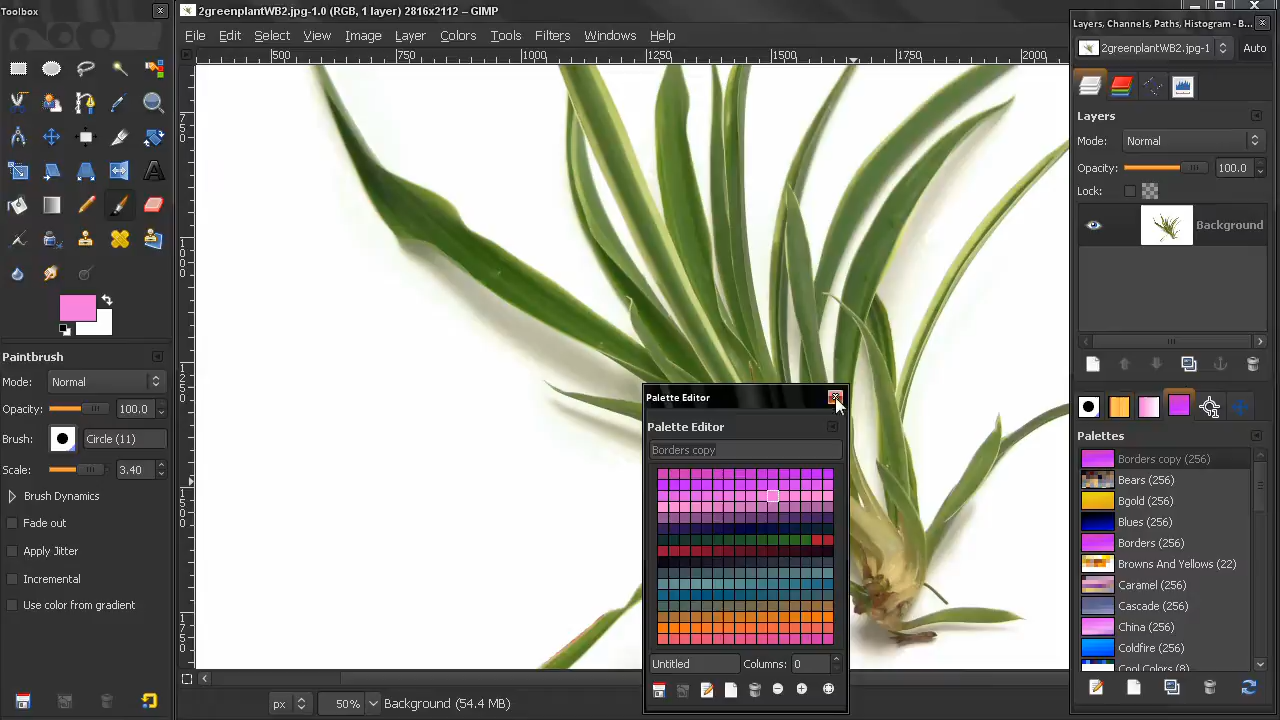 Toolbox
2greenplantWB2.jpg-1.0 (RGB, 1 layer) 2816x2112 – GIMP
Layers, Channels, Paths, Histogram - B...
File Edit Select View Image Layer Colors Tools Filters Windows Help
2greenplantWB2.jpg-1
Auto
500 1000 1250 1500 1750 2000
750
1000
1250
1500
1750
Layers
Mode: Normal
Opacity: 100.0
Lock:
Background
Paintbrush
Mode: Normal
Opacity: 100.0
Brush: Circle (11)
Scale: 3.40
Brush Dynamics
Fade out
Apply Jitter
Incremental
Use color from gradient
Palette Editor
Palette Editor
Borders copy
Untitled
Columns: 0
Palettes
Borders copy (256)
Bears (256)
Bgold (256)
Blues (256)
Borders (256)
Browns And Yellows (22)
Caramel (256)
Cascade (256)
China (256)
Coldfire (256)
Cool Colors (8)
px 50% Background (54.4 MB)